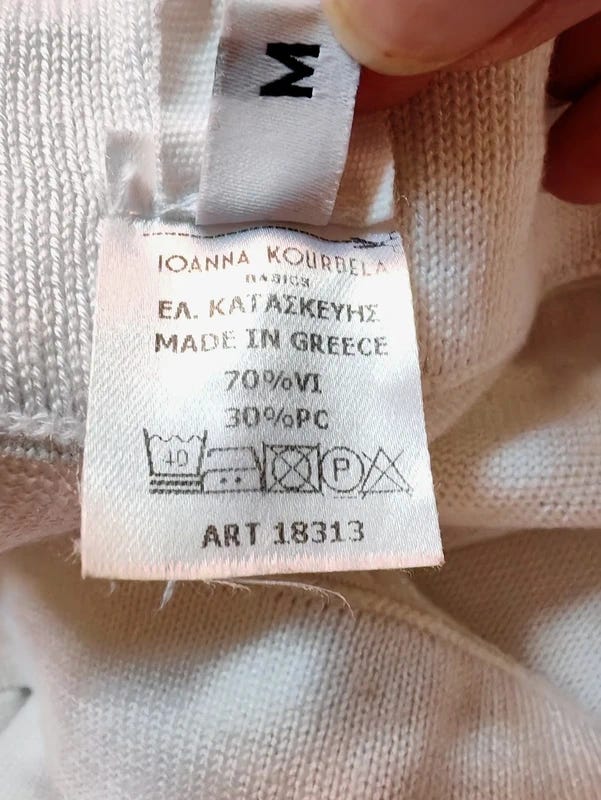 M
IOANNA KOURBELA
BASICS
ΕΛ. ΚΑΤΑΣΚΕΥΗΣ
MADE IN GREECE
70%VI
30%PC
40
P
ART 18313